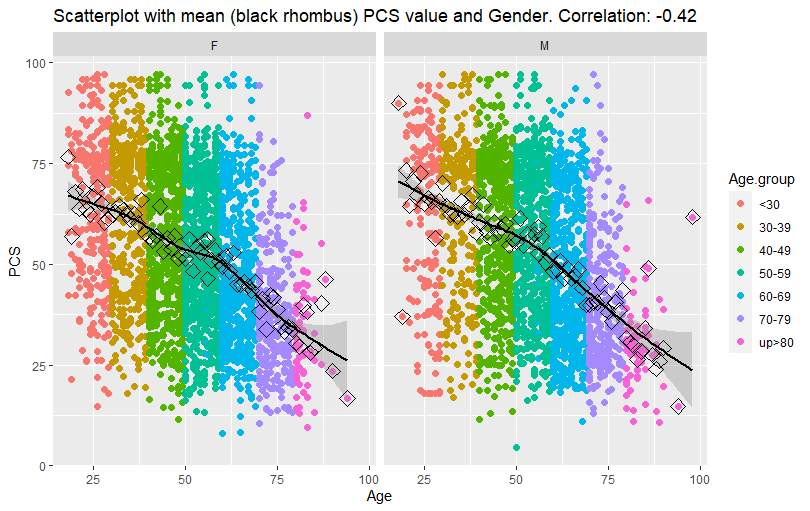 Scatterplot with mean (black rhombus) PCS value and Gender. Correlation: -0.42
F
M
100
75
50
25
0
PCS
25
50
75
100
25
50
75
100
Age
Age.group
<30
30-39
40-49
50-59
60-69
70-79
up>80